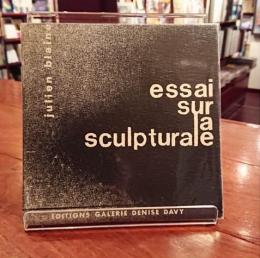 julien blaine
essai
sur
la
sculpturale
EDITIONS GALERIE DENISE DAVY